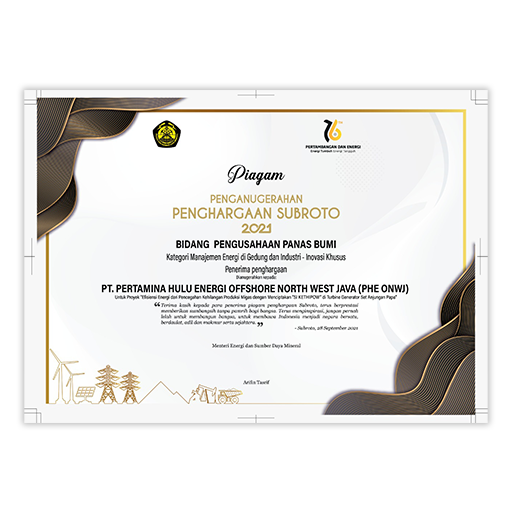 76
PERTAMBANGAN DAN ENERGI
Energi Tumbuh Energi Tangguh
Piagam
PENGANUGERAHAN
PENGHARGAAN SUBROTO
2021
BIDANG PENGUSAHAAN PANAS BUMI
Kategori Manajemen Energi di Gedung dan Industri - Inovasi Khusus
Penerima penghargaan
Dianugerahkan kepada:
PT. PERTAMINA HULU ENERGI OFFSHORE NORTH WEST JAVA (PHE ONWJ)
Untuk Proyek "Efisiensi Energi dan Pencegahan Kehilangan Produksi Migas dengan Menciptakan "SI KETHIPOW" di Turbine Generator Set Anjungan Papa"
“Terima kasih kepada para penerima piagam penghargaan Subroto, terus berprestasi
memberikan sumbangsih tanpa pamrih bagi bangsa. Terus menginspirasi, jangan pernah
lelah untuk membangun bangsa, untuk membawa Indonesia menjadi negara bersatu,
berdaulat, adil dan makmur serta sejahtera.”
- Subroto, 28 September 2021
Menteri Energi dan Sumber Daya Mineral
Arifin Tasrif